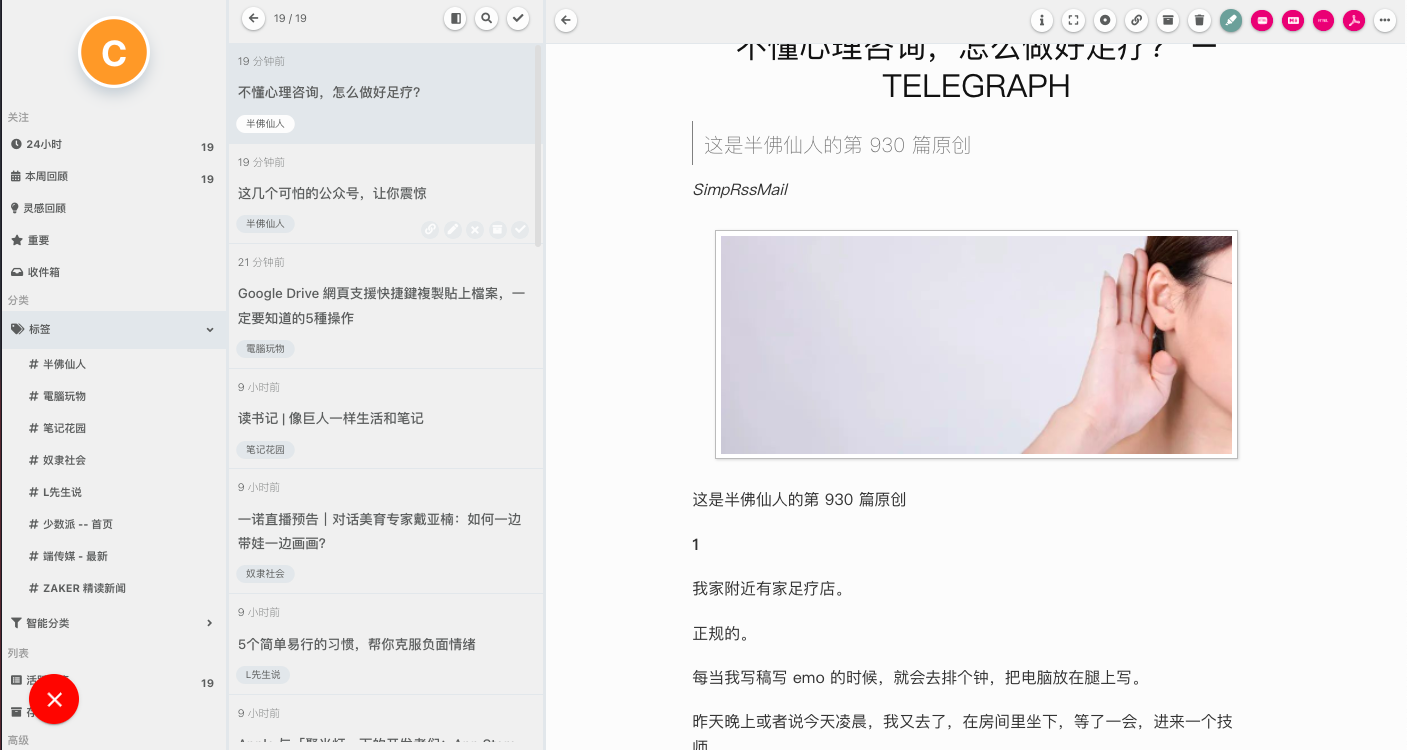 C
关注
24小时
19
本周回顾
19
灵感回顾
重要
收件箱
分类
标签
# 半佛仙人
# 電腦玩物
# 笔记花园
# 奴隶社会
# L先生说
# 少数派 -- 首页
# 端传媒 - 最新
# ZAKER 精读新闻
智能分类
列表
19
高级
19 / 19
19 分钟前
不懂心理咨询，怎么做好足疗?
半佛仙人
19 分钟前
这几个可怕的公众号，让你震惊
半佛仙人
21 分钟前
Google Drive 網頁支援快捷鍵複製貼上檔案，一
定要知道的5種操作
電腦玩物
9 小时前
读书记 | 像巨人一样生活和笔记
笔记花园
9 小时前
一诺直播预告｜对话美育专家戴亚楠：如何一边
带娃一边画画?
奴隶社会
9 小时前
5个简单易行的习惯，帮你克服负面情绪
L先生说
9 小时前
不懂心理咨询，怎么做好足疗？ –
TELEGRAPH
这是半佛仙人的第 930 篇原创
SimpRssMail
这是半佛仙人的第 930 篇原创
1
我家附近有家足疗店。
正规的。
每当我写稿写 emo 的时候，就会去排个钟，把电脑放在腿上写。
昨天晚上或者说今天凌晨，我又去了，在房间里坐下，等了一会，进来一个技
师